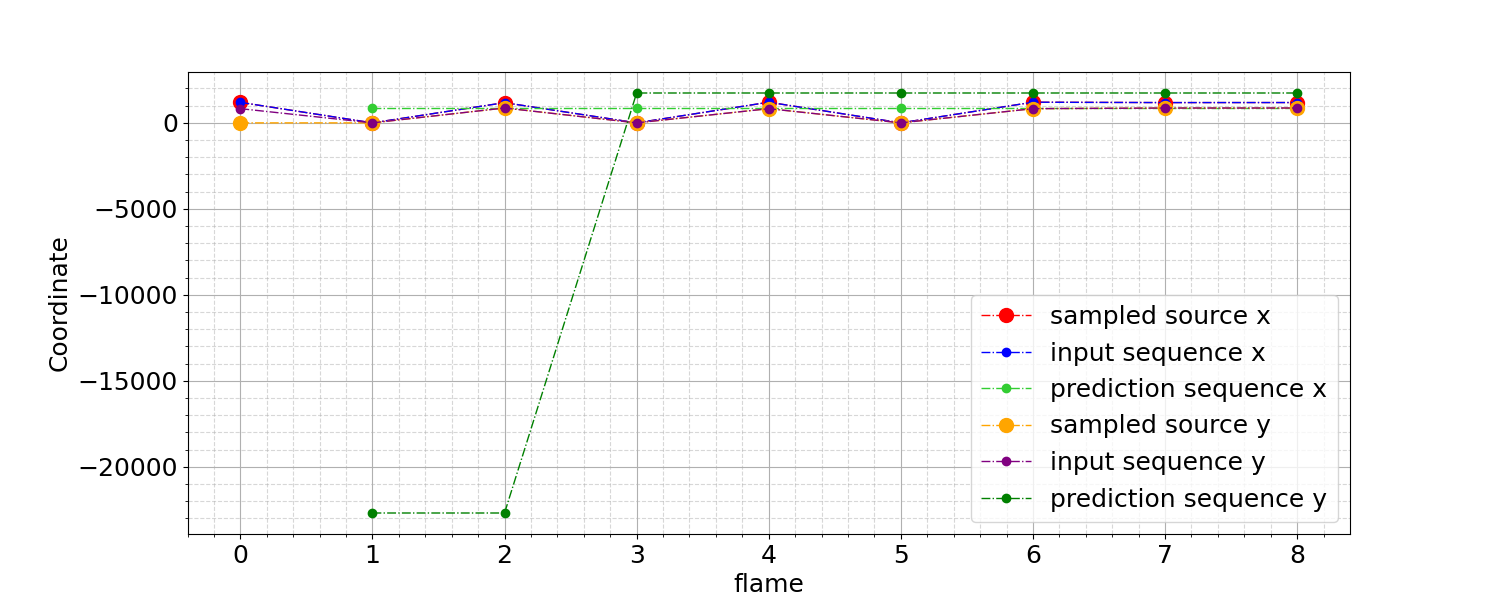 0
−5000
−10000
−15000
−20000
Coordinate
0 1 2 3 4 5 6 7 8
flame
sampled source x
input sequence x
prediction sequence x
sampled source y
input sequence y
prediction sequence y